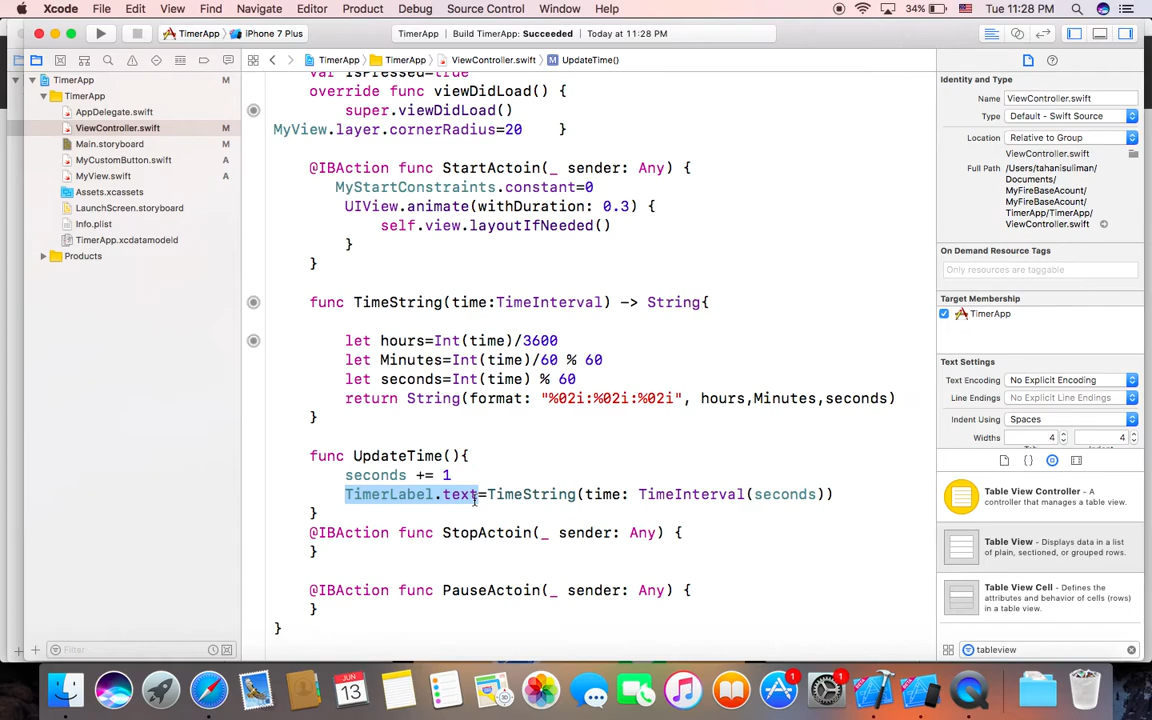 Xcode File Edit View Find Navigate Editor Product Debug Source Control Window Help 34% Tue 11:28 PM
TimerApp iPhone 7 Plus TimerApp Build TimerApp: Succeeded Today at 11:28 PM
TimerApp TimerApp ViewController.swift M UpdateTime()
TimerApp M
TimerApp
AppDelegate.swift
ViewController.swift M
Main.storyboard M
MyCustomButton.swift A
MyView.swift A
Assets.xcassets
LaunchScreen.storyboard
Info.plist
TimerApp.xcdatamodeld
Products
Filter
var isPressed=true
override func viewDidLoad() {
super.viewDidLoad()
MyView.layer.cornerRadius=20 }
@IBAction func StartActoin(_ sender: Any) {
MyStartConstraints.constant=0
UIView.animate(withDuration: 0.3) {
self.view.layoutIfNeeded()
}
}
func TimeString(time:TimeInterval) -> String{
let hours=Int(time)/3600
let Minutes=Int(time)/60 % 60
let seconds=Int(time) % 60
return String(format: "%02i:%02i:%02i", hours,Minutes,seconds)
}
func UpdateTime(){
seconds += 1
TimerLabel.text=TimeString(time: TimeInterval(seconds))
}
@IBAction func StopActoin(_ sender: Any) {
}
@IBAction func PauseActoin(_ sender: Any) {
}
}
Identity and Type
Name ViewController.swift
Type Default - Swift Source
Location Relative to Group
ViewController.swift
Full Path /Users/tahanisuliman/
Documents/
MyFireBaseAcount/
MyFireBaseAcount/
TimerApp/TimerApp/
ViewController.swift
On Demand Resource Tags
Only resources are taggable
Target Membership
TimerApp
Text Settings
Text Encoding No Explicit Encoding
Line Endings No Explicit Line Endings
Indent Using Spaces
Widths 4 4
Table View Controller - A
controller that manages a table view.
Table View - Displays data in a list
of plain, sectioned, or grouped rows.
Table View Cell - Defines the
attributes and behavior of cells (rows)
in a table view.
tableview
JUN
13
1
1